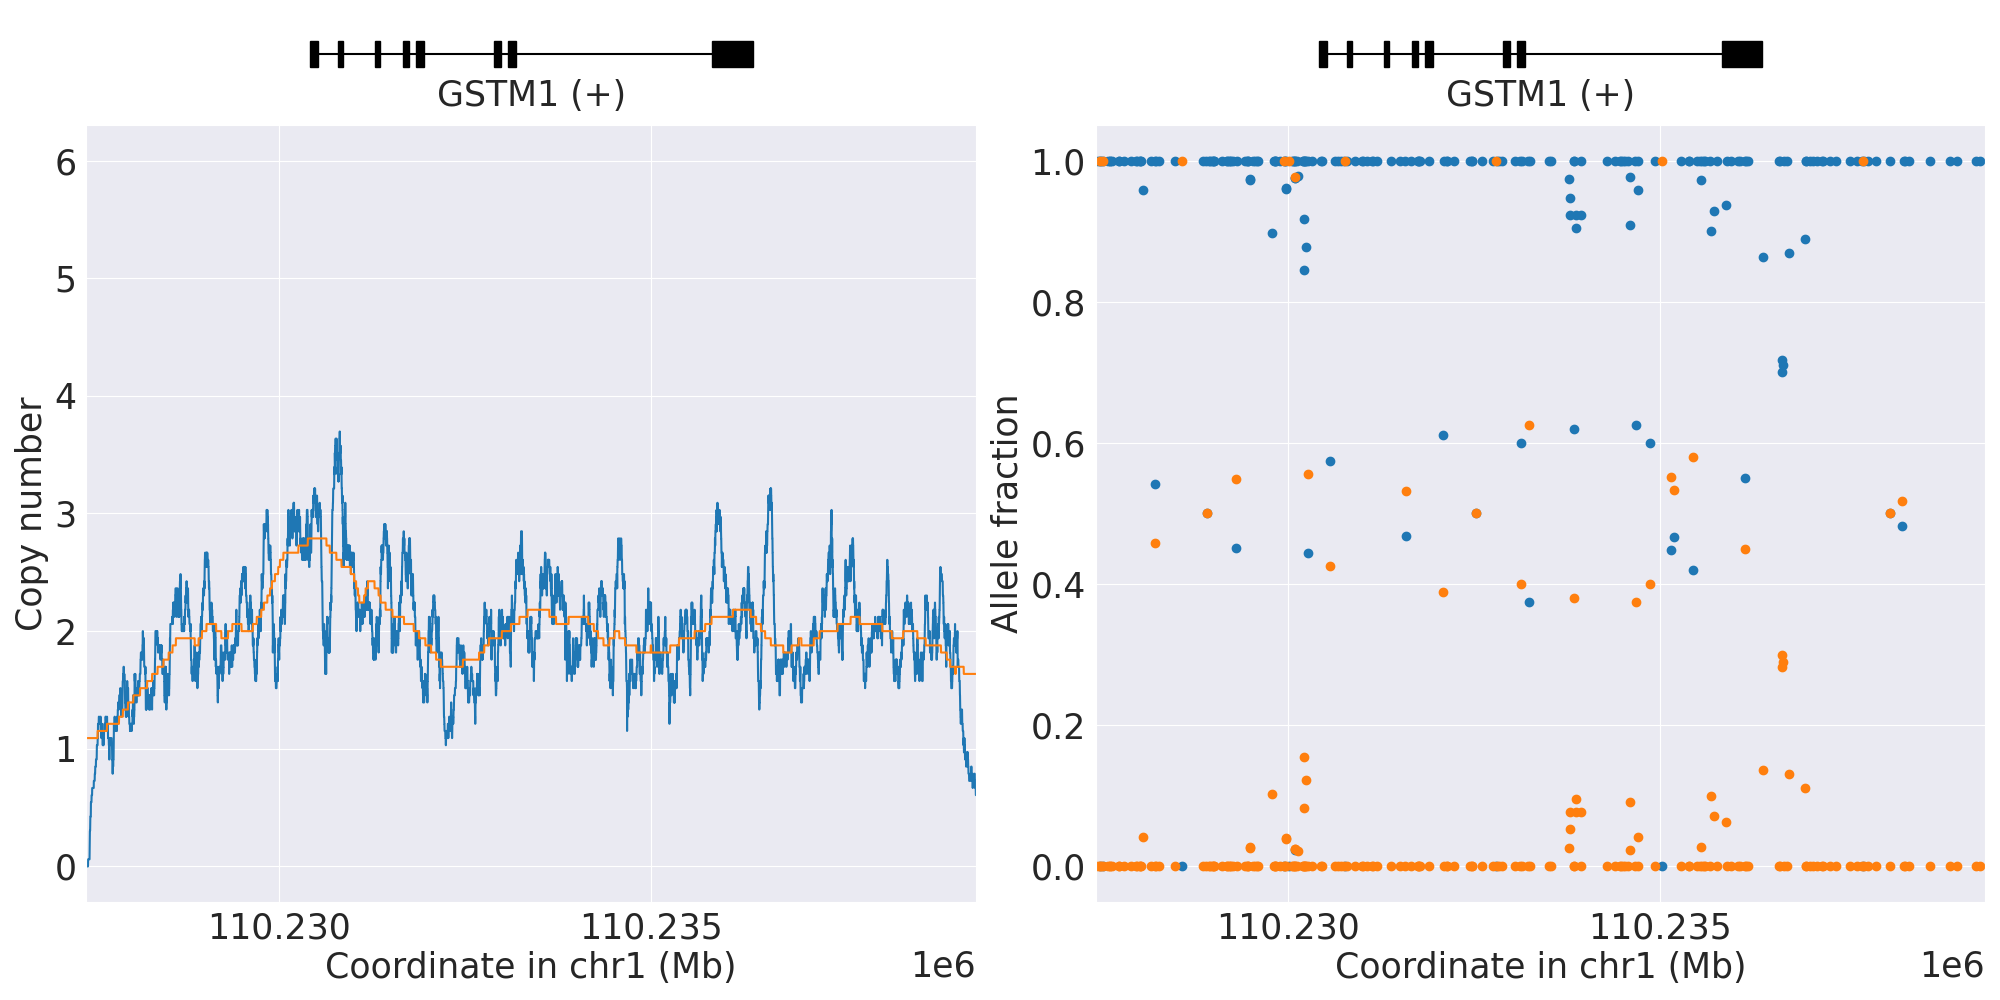 GSTM1 (+)
6
5
4
3
2
1
0
Copy number
110.230
110.235
Coordinate in chr1 (Mb)
1e6
GSTM1 (+)
1.0
0.8
0.6
0.4
0.2
0.0
Allele fraction
110.230
110.235
Coordinate in chr1 (Mb)
1e6